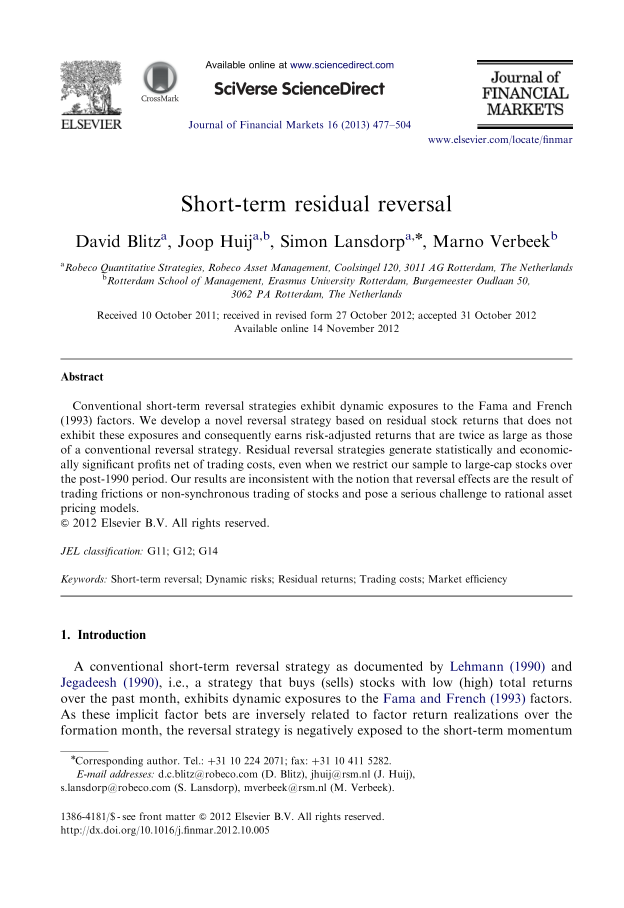 Available online at www.sciencedirect.com
SciVerse ScienceDirect
Journal of
FINANCIAL
MARKETS
CrossMark
ELSEVIER
Journal of Financial Markets 16 (2013) 477–504
www.elsevier.com/locate/finmar
Short-term residual reversal
David Blitzᵃ, Joop Huijᵃ,ᵇ, Simon Lansdorpᵃ,*, Marno Verbeekᵇ
ᵃRobeco Quantitative Strategies, Robeco Asset Management, Coolsingel 120, 3011 AG Rotterdam, The Netherlands
ᵇRotterdam School of Management, Erasmus University Rotterdam, Burgemeester Oudlaan 50,
3062 PA Rotterdam, The Netherlands
Received 10 October 2011; received in revised form 27 October 2012; accepted 31 October 2012
Available online 14 November 2012
Abstract
Conventional short-term reversal strategies exhibit dynamic exposures to the Fama and French
(1993) factors. We develop a novel reversal strategy based on residual stock returns that does not
exhibit these exposures and consequently earns risk-adjusted returns that are twice as large as those
of a conventional reversal strategy. Residual reversal strategies generate statistically and economic-
ally significant profits net of trading costs, even when we restrict our sample to large-cap stocks over
the post-1990 period. Our results are inconsistent with the notion that reversal effects are the result of
trading frictions or non-synchronous trading of stocks and pose a serious challenge to rational asset
pricing models.
© 2012 Elsevier B.V. All rights reserved.
JEL classification: G11; G12; G14
Keywords: Short-term reversal; Dynamic risks; Residual returns; Trading costs; Market efficiency
1. Introduction
A conventional short-term reversal strategy as documented by Lehmann (1990) and
Jegadeesh (1990), i.e., a strategy that buys (sells) stocks with low (high) total returns
over the past month, exhibits dynamic exposures to the Fama and French (1993) factors.
As these implicit factor bets are inversely related to factor return realizations over the
formation month, the reversal strategy is negatively exposed to the short-term momentum
*Corresponding author. Tel.: +31 10 224 2071; fax: +31 10 411 5282.
E-mail addresses: d.c.blitz@robeco.com (D. Blitz), jhuij@rsm.nl (J. Huij),
s.lansdorp@robeco.com (S. Lansdorp), mverbeek@rsm.nl (M. Verbeek).
1386-4181/$ - see front matter © 2012 Elsevier B.V. All rights reserved.
http://dx.doi.org/10.1016/j.finmar.2012.10.005